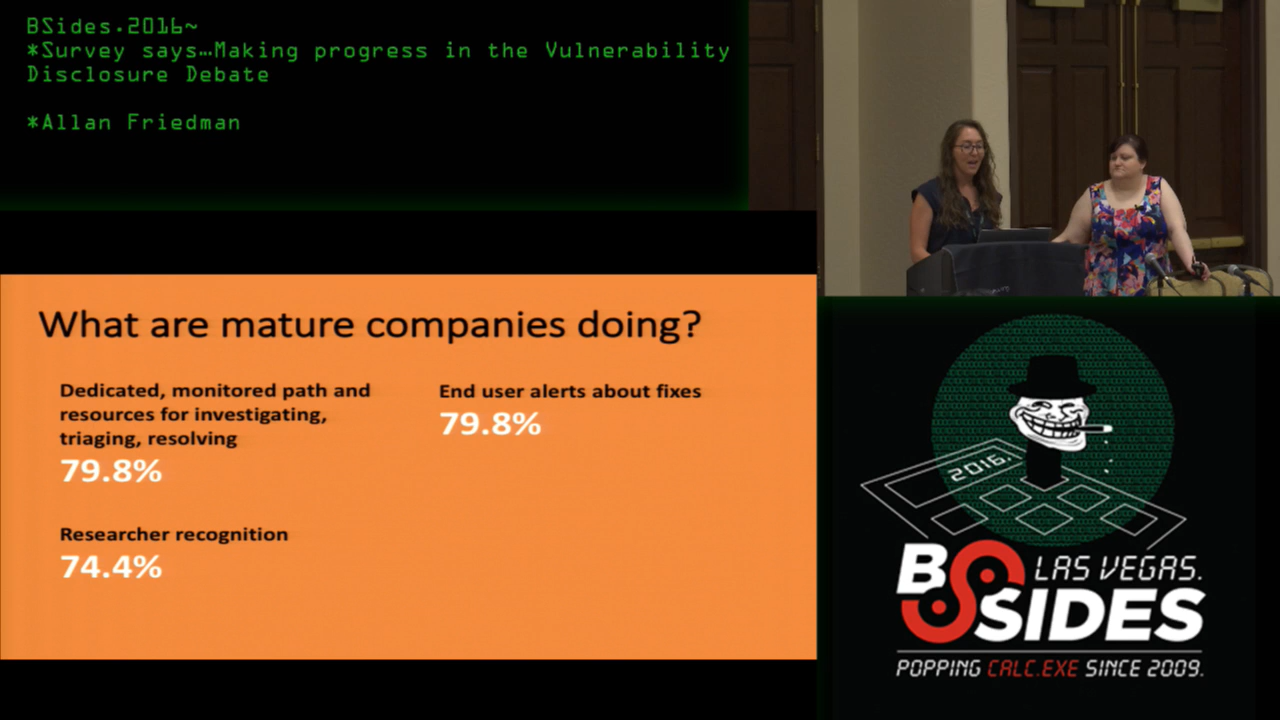 BSides.2016~
*Survey says…Making progress in the Vulnerability
Disclosure Debate
*Allan Friedman
What are mature companies doing?
Dedicated, monitored path and
resources for investigating,
triaging, resolving
79.8%
End user alerts about fixes
79.8%
Researcher recognition
74.4%
2016.
BSIDES
LAS VEGAS.
POPPING CALC.EXE SINCE 2009.